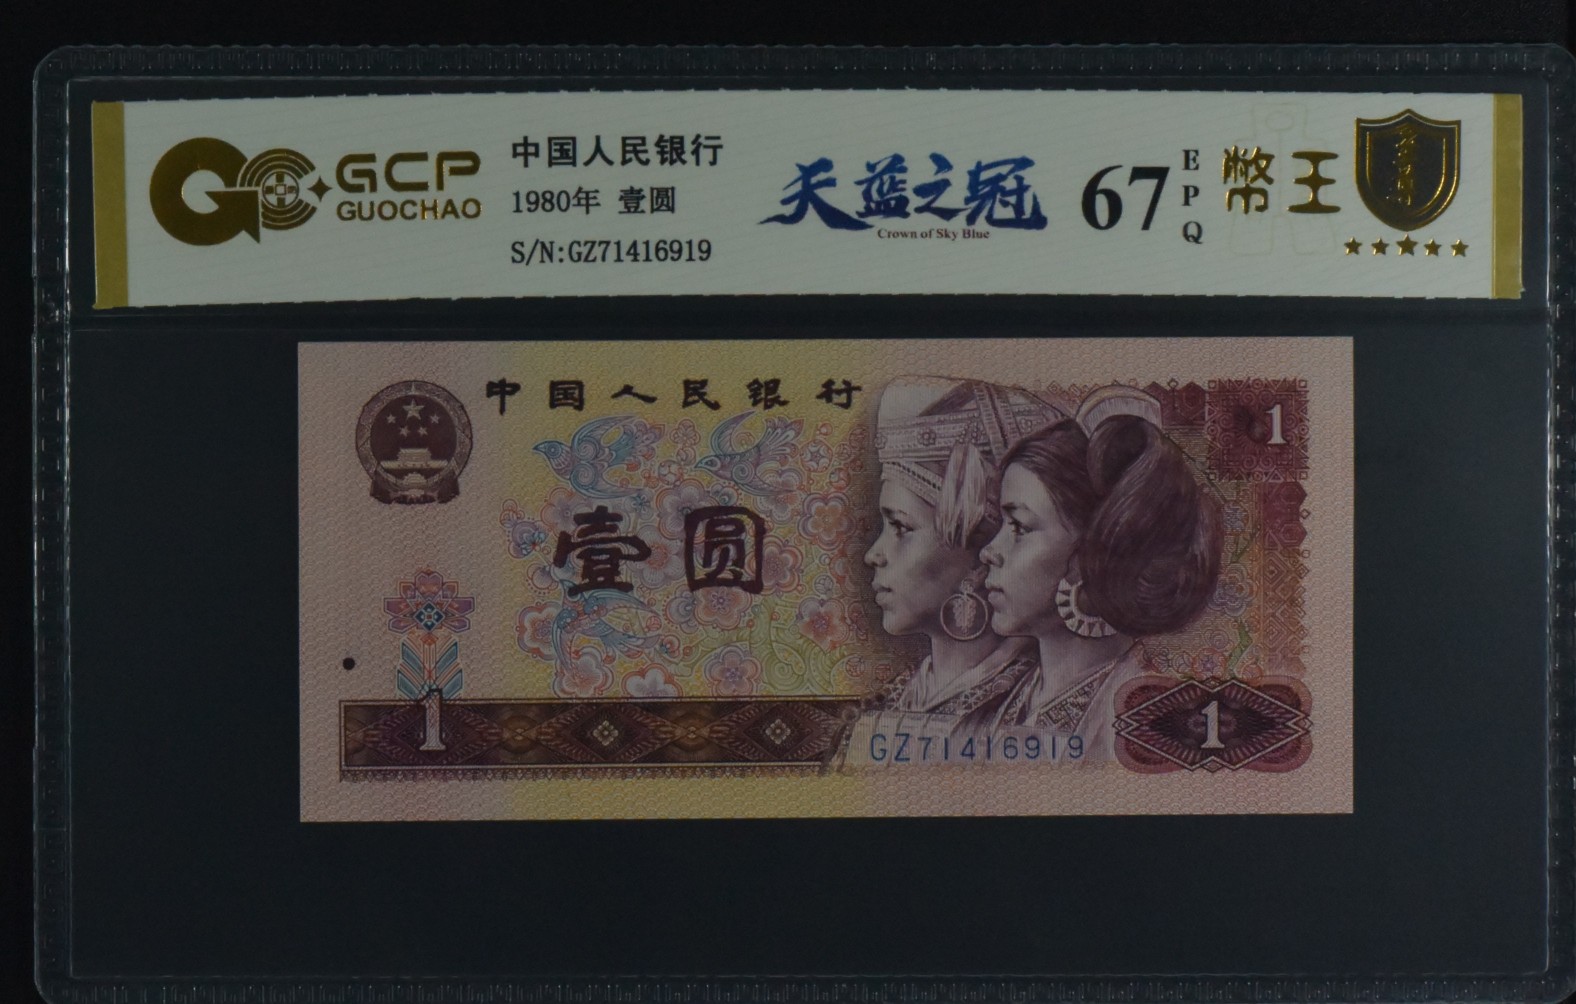 GCP
GUOCHAO
中国人民银行
1980年 壹圆
S/N:GZ71416919
天蓝之冠
Crown of Sky Blue
67
EPQ
幣王
中国人民银行
1
壹圆
1
GZ71416919
1